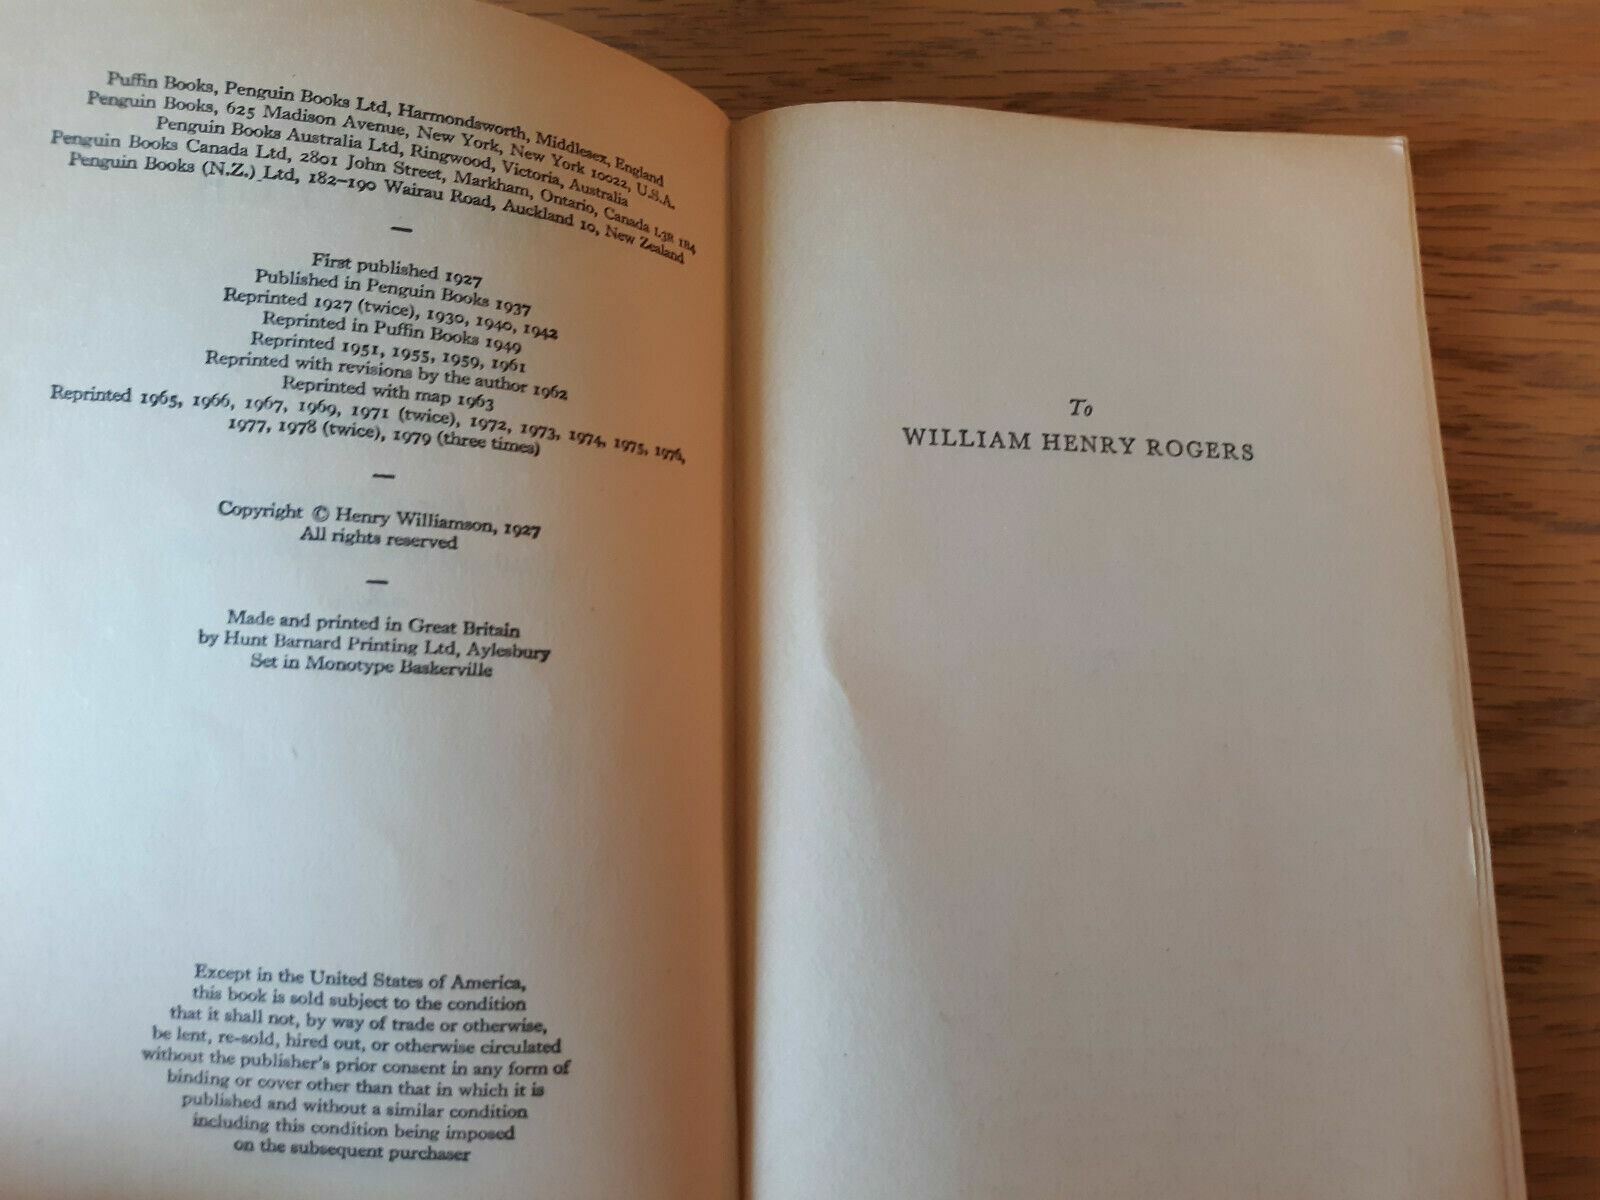 Puffin Books, Penguin Books Ltd, Harmondsworth, Middlesex, England
Penguin Books, 625 Madison Avenue, New York, New York 10022, U.S.A.
Penguin Books Australia Ltd, Ringwood, Victoria, Australia
Penguin Books Canada Ltd, 2801 John Street, Markham, Ontario, Canada L3R 1B4
Penguin Books (N.Z.) Ltd, 182–190 Wairau Road, Auckland 10, New Zealand
—
First published 1927
Published in Penguin Books 1937
Reprinted 1927 (twice), 1930, 1940, 1942
Reprinted in Puffin Books 1949
Reprinted 1951, 1955, 1959, 1961
Reprinted with revisions by the author 1962
Reprinted with map 1963
Reprinted 1965, 1966, 1967, 1969, 1971 (twice), 1972, 1973, 1974, 1975, 1976,
1977, 1978 (twice), 1979 (three times)
—
Copyright © Henry Williamson, 1927
All rights reserved
—
Made and printed in Great Britain
by Hunt Barnard Printing Ltd, Aylesbury
Set in Monotype Baskerville
Except in the United States of America,
this book is sold subject to the condition
that it shall not, by way of trade or otherwise,
be lent, re-sold, hired out, or otherwise circulated
without the publisher's prior consent in any form of
binding or cover other than that in which it is
published and without a similar condition
including this condition being imposed
on the subsequent purchaser
To
WILLIAM HENRY ROGERS